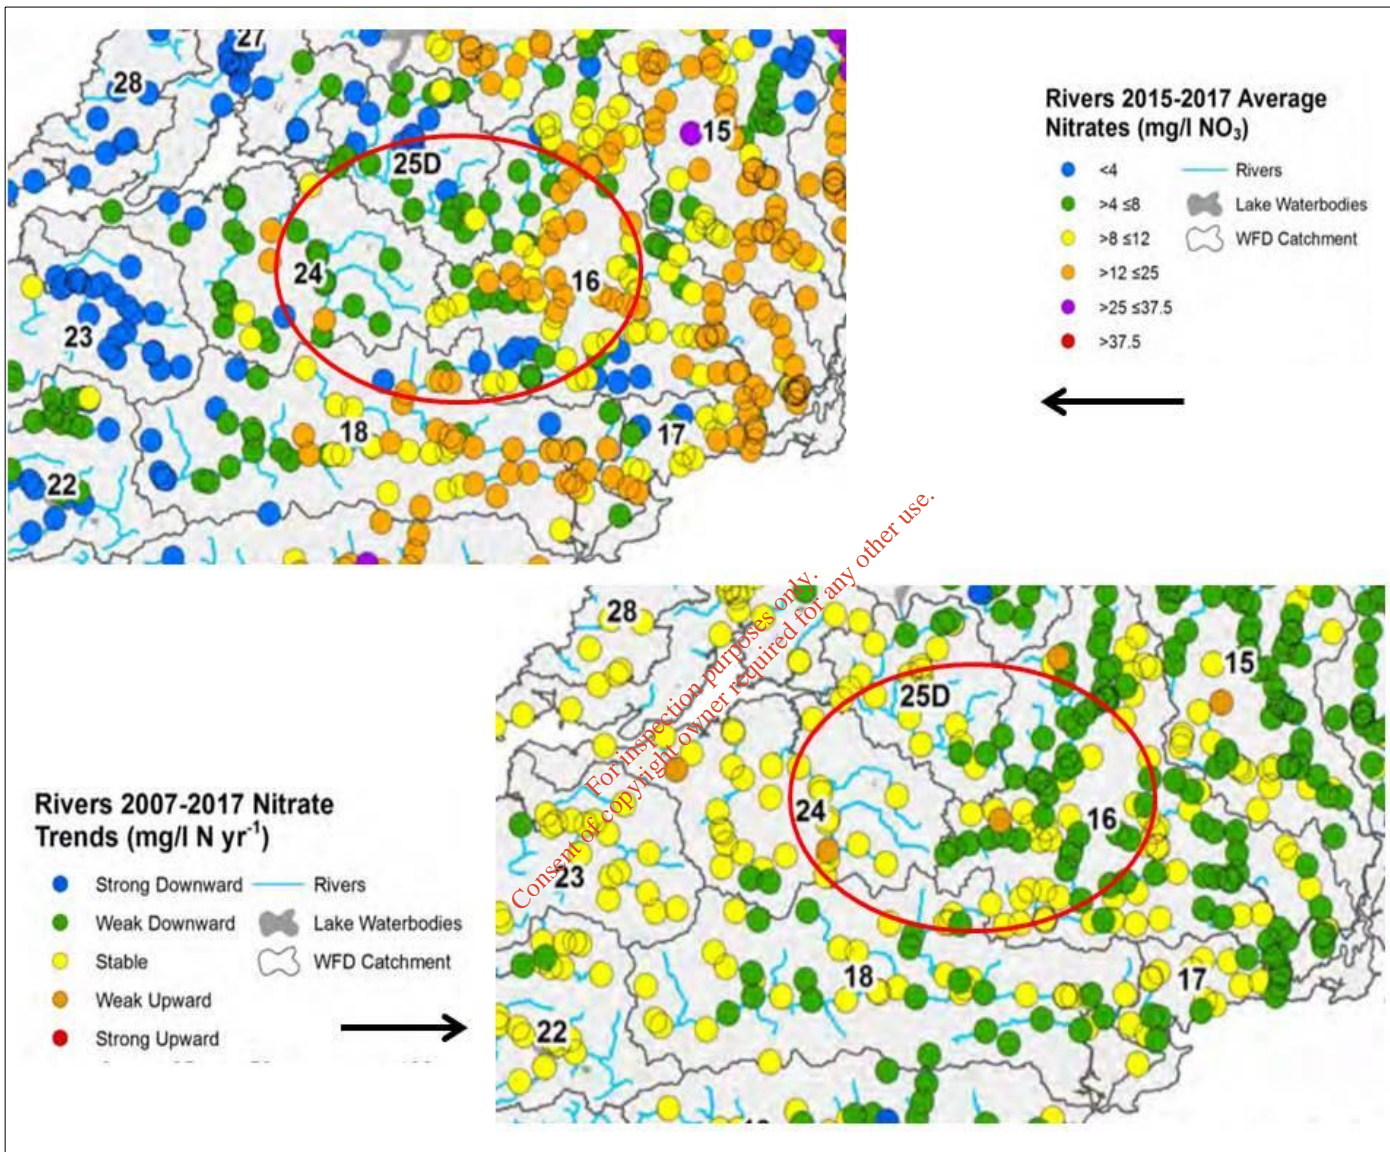 27
28
15
25D
24
16
23
18
17
22
Rivers 2015-2017 Average
Nitrates (mg/l NO₃)
<4
>4 ≤8
>8 ≤12
>12 ≤25
>25 ≤37.5
>37.5
Rivers
Lake Waterbodies
WFD Catchment
For inspection purposes only.
Consent of copyright owner required for any other use.
28
15
25D
24
16
23
18
17
22
Rivers 2007-2017 Nitrate
Trends (mg/l N yr⁻¹)
Strong Downward
Weak Downward
Stable
Weak Upward
Strong Upward
Rivers
Lake Waterbodies
WFD Catchment